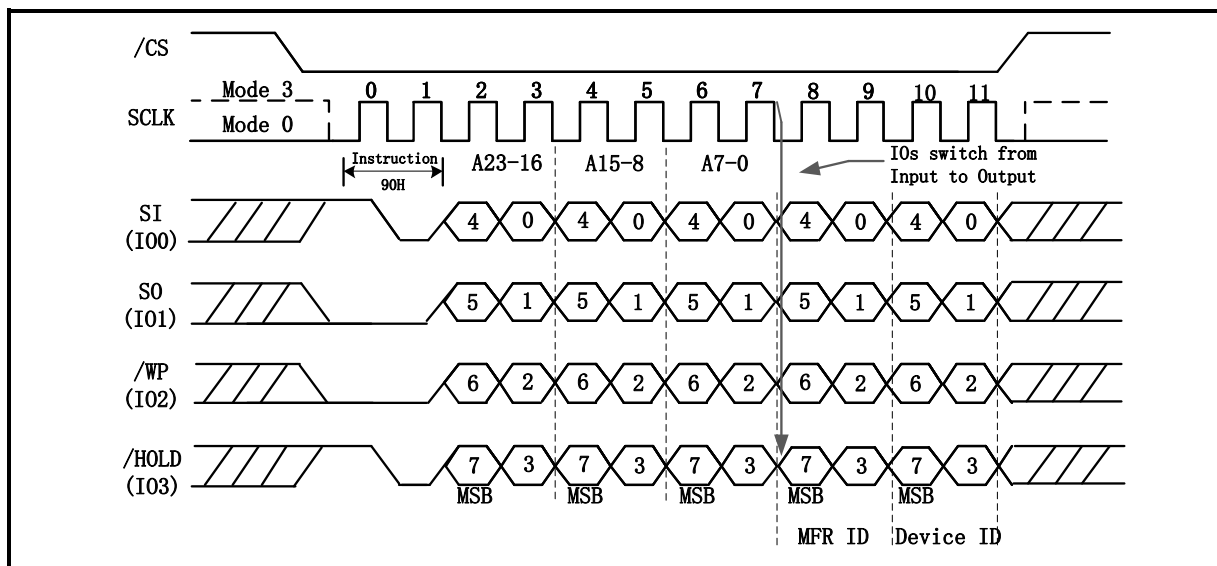 /CS
Mode 3 0 1 2 3 4 5 6 7 8 9 10 11
SCLK
Mode 0
Instruction A23-16 A15-8 A7-0 IOs switch from
90H Input to Output
SI 4 0 4 0 4 0 4 0 4 0
(IO0)
SO 5 1 5 1 5 1 5 1 5 1
(IO1)
/WP 6 2 6 2 6 2 6 2 6 2
(IO2)
/HOLD 7 3 7 3 7 3 7 3 7 3
(IO3)
MSB MSB MSB MSB MSB
MFR ID Device ID